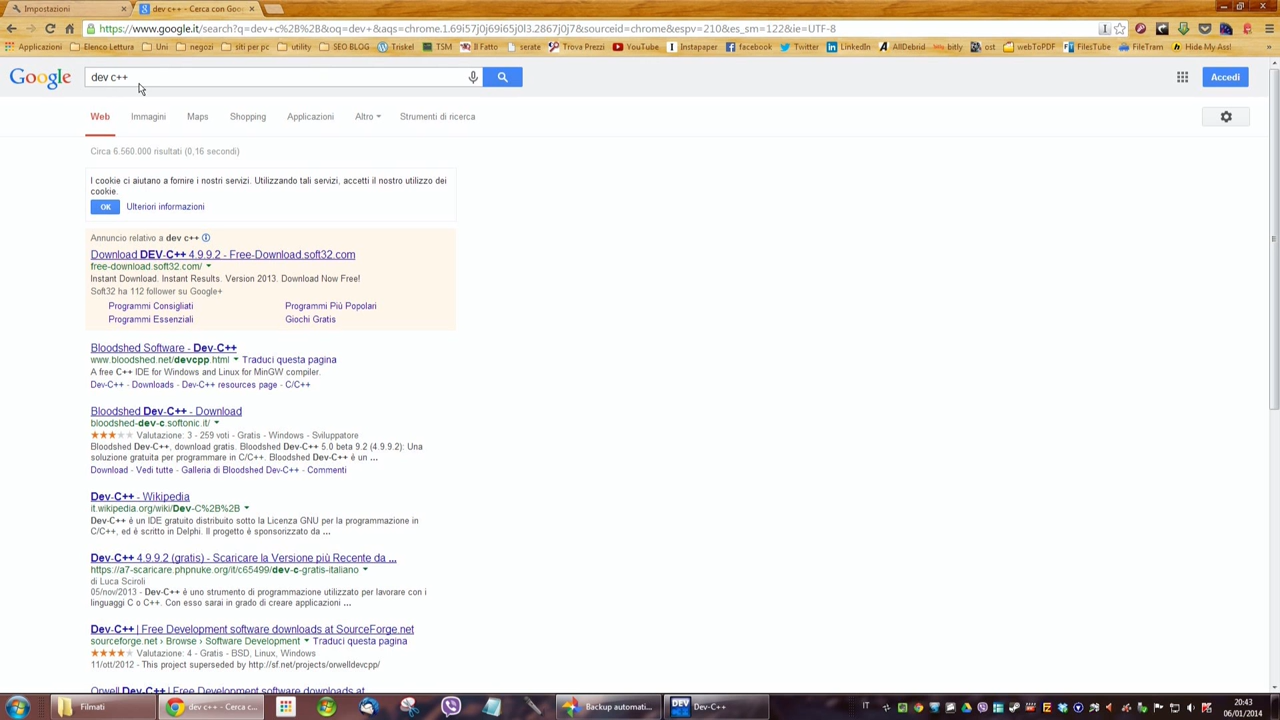 Impostazioni
dev c++ - Cerca con Goo
https://www.google.it/search?q=dev+c%2B%2B&oq=dev+&aqs=chrome.1.69i57j0j69i65j0l3.2867j0j7&sourceid=chrome&espv=210&es_sm=122&ie=UTF-8
Applicazioni Elenco Lettura Uni negozi siti per pc utility SEO BLOG Triskel TSM Il Fatto serate Trova Prezzi YouTube Instapaper facebook Twitter LinkedIn AllDebrid bitly ost webToPDF FilesTube FileTram Hide My Ass!
Google dev c++ Accedi
Web Immagini Maps Shopping Applicazioni Altro Strumenti di ricerca
Circa 6.560.000 risultati (0,16 secondi)
I cookie ci aiutano a fornire i nostri servizi. Utilizzando tali servizi, accetti il nostro utilizzo dei
cookie.
OK Ulteriori informazioni
Annuncio relativo a dev c++
Download DEV-C++ 4.9.9.2 - Free-Download.soft32.com
free-download.soft32.com/
Instant Download. Instant Results. Version 2013. Download Now Free!
Soft32 ha 112 follower su Google+
Programmi Consigliati Programmi Più Popolari
Programmi Essenziali Giochi Gratis
Bloodshed Software - Dev-C++
www.bloodshed.net/devcpp.html Traduci questa pagina
A free C++ IDE for Windows and Linux for MinGW compiler.
Dev-C++ - Downloads - Dev-C++ resources page - C/C++
Bloodshed Dev-C++ - Download
bloodshed-dev-c.softonic.it/
Valutazione: 3 - 259 voti - Gratis - Windows - Sviluppatore
Bloodshed Dev-C++, download gratis. Bloodshed Dev-C++ 5.0 beta 9.2 (4.9.9.2): Una
soluzione gratuita per programmare in C/C++. Bloodshed Dev-C++ è un ...
Download - Vedi tutte - Galleria di Bloodshed Dev-C++ - Commenti
Dev-C++ - Wikipedia
it.wikipedia.org/wiki/Dev-C%2B%2B
Dev-C++ è un IDE gratuito distribuito sotto la Licenza GNU per la programmazione in
C/C++, ed è scritto in Delphi. Il progetto è sponsorizzato da ...
Dev-C++ 4.9.9.2 (gratis) - Scaricare la Versione più Recente da ...
https://a7-scaricare.phpnuke.org/it/c65499/dev-c-gratis-italiano
di Luca Sciroli
05/nov/2013 - Dev-C++ è uno strumento di programmazione utilizzato per lavorare con i
linguaggi C o C++. Con esso sarai in grado di creare applicazioni ...
Dev-C++ | Free Development software downloads at SourceForge.net
sourceforge.net › Browse › Software Development Traduci questa pagina
Valutazione: 4 - Gratis - BSD, Linux, Windows
11/ott/2012 - This project superseded by http://sf.net/projects/orwelldevcpp/
Orwell Dev-C++ | Free Development software downloads at
Filmati dev c++ - Cerca c... Backup automati... DEV Dev-C++ IT 20:43
06/01/2014